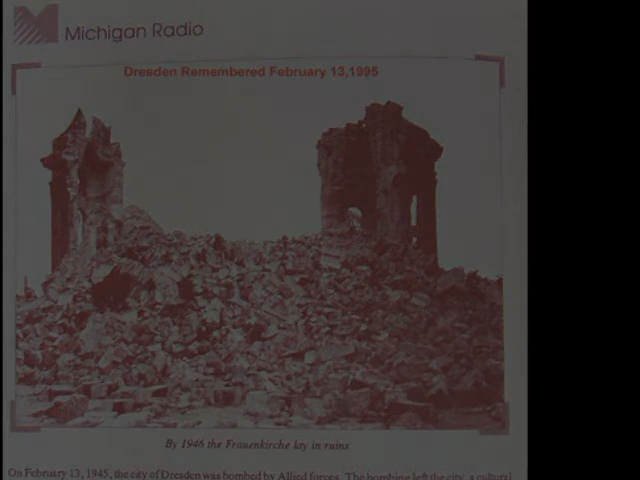 Michigan Radio
Dresden Remembered February 13,1995
By 1946 the Frauenkirche lay in ruins
On February 13, 1945, the city of Dresden was bombed by Allied forces. The bombing left the city, a cultural